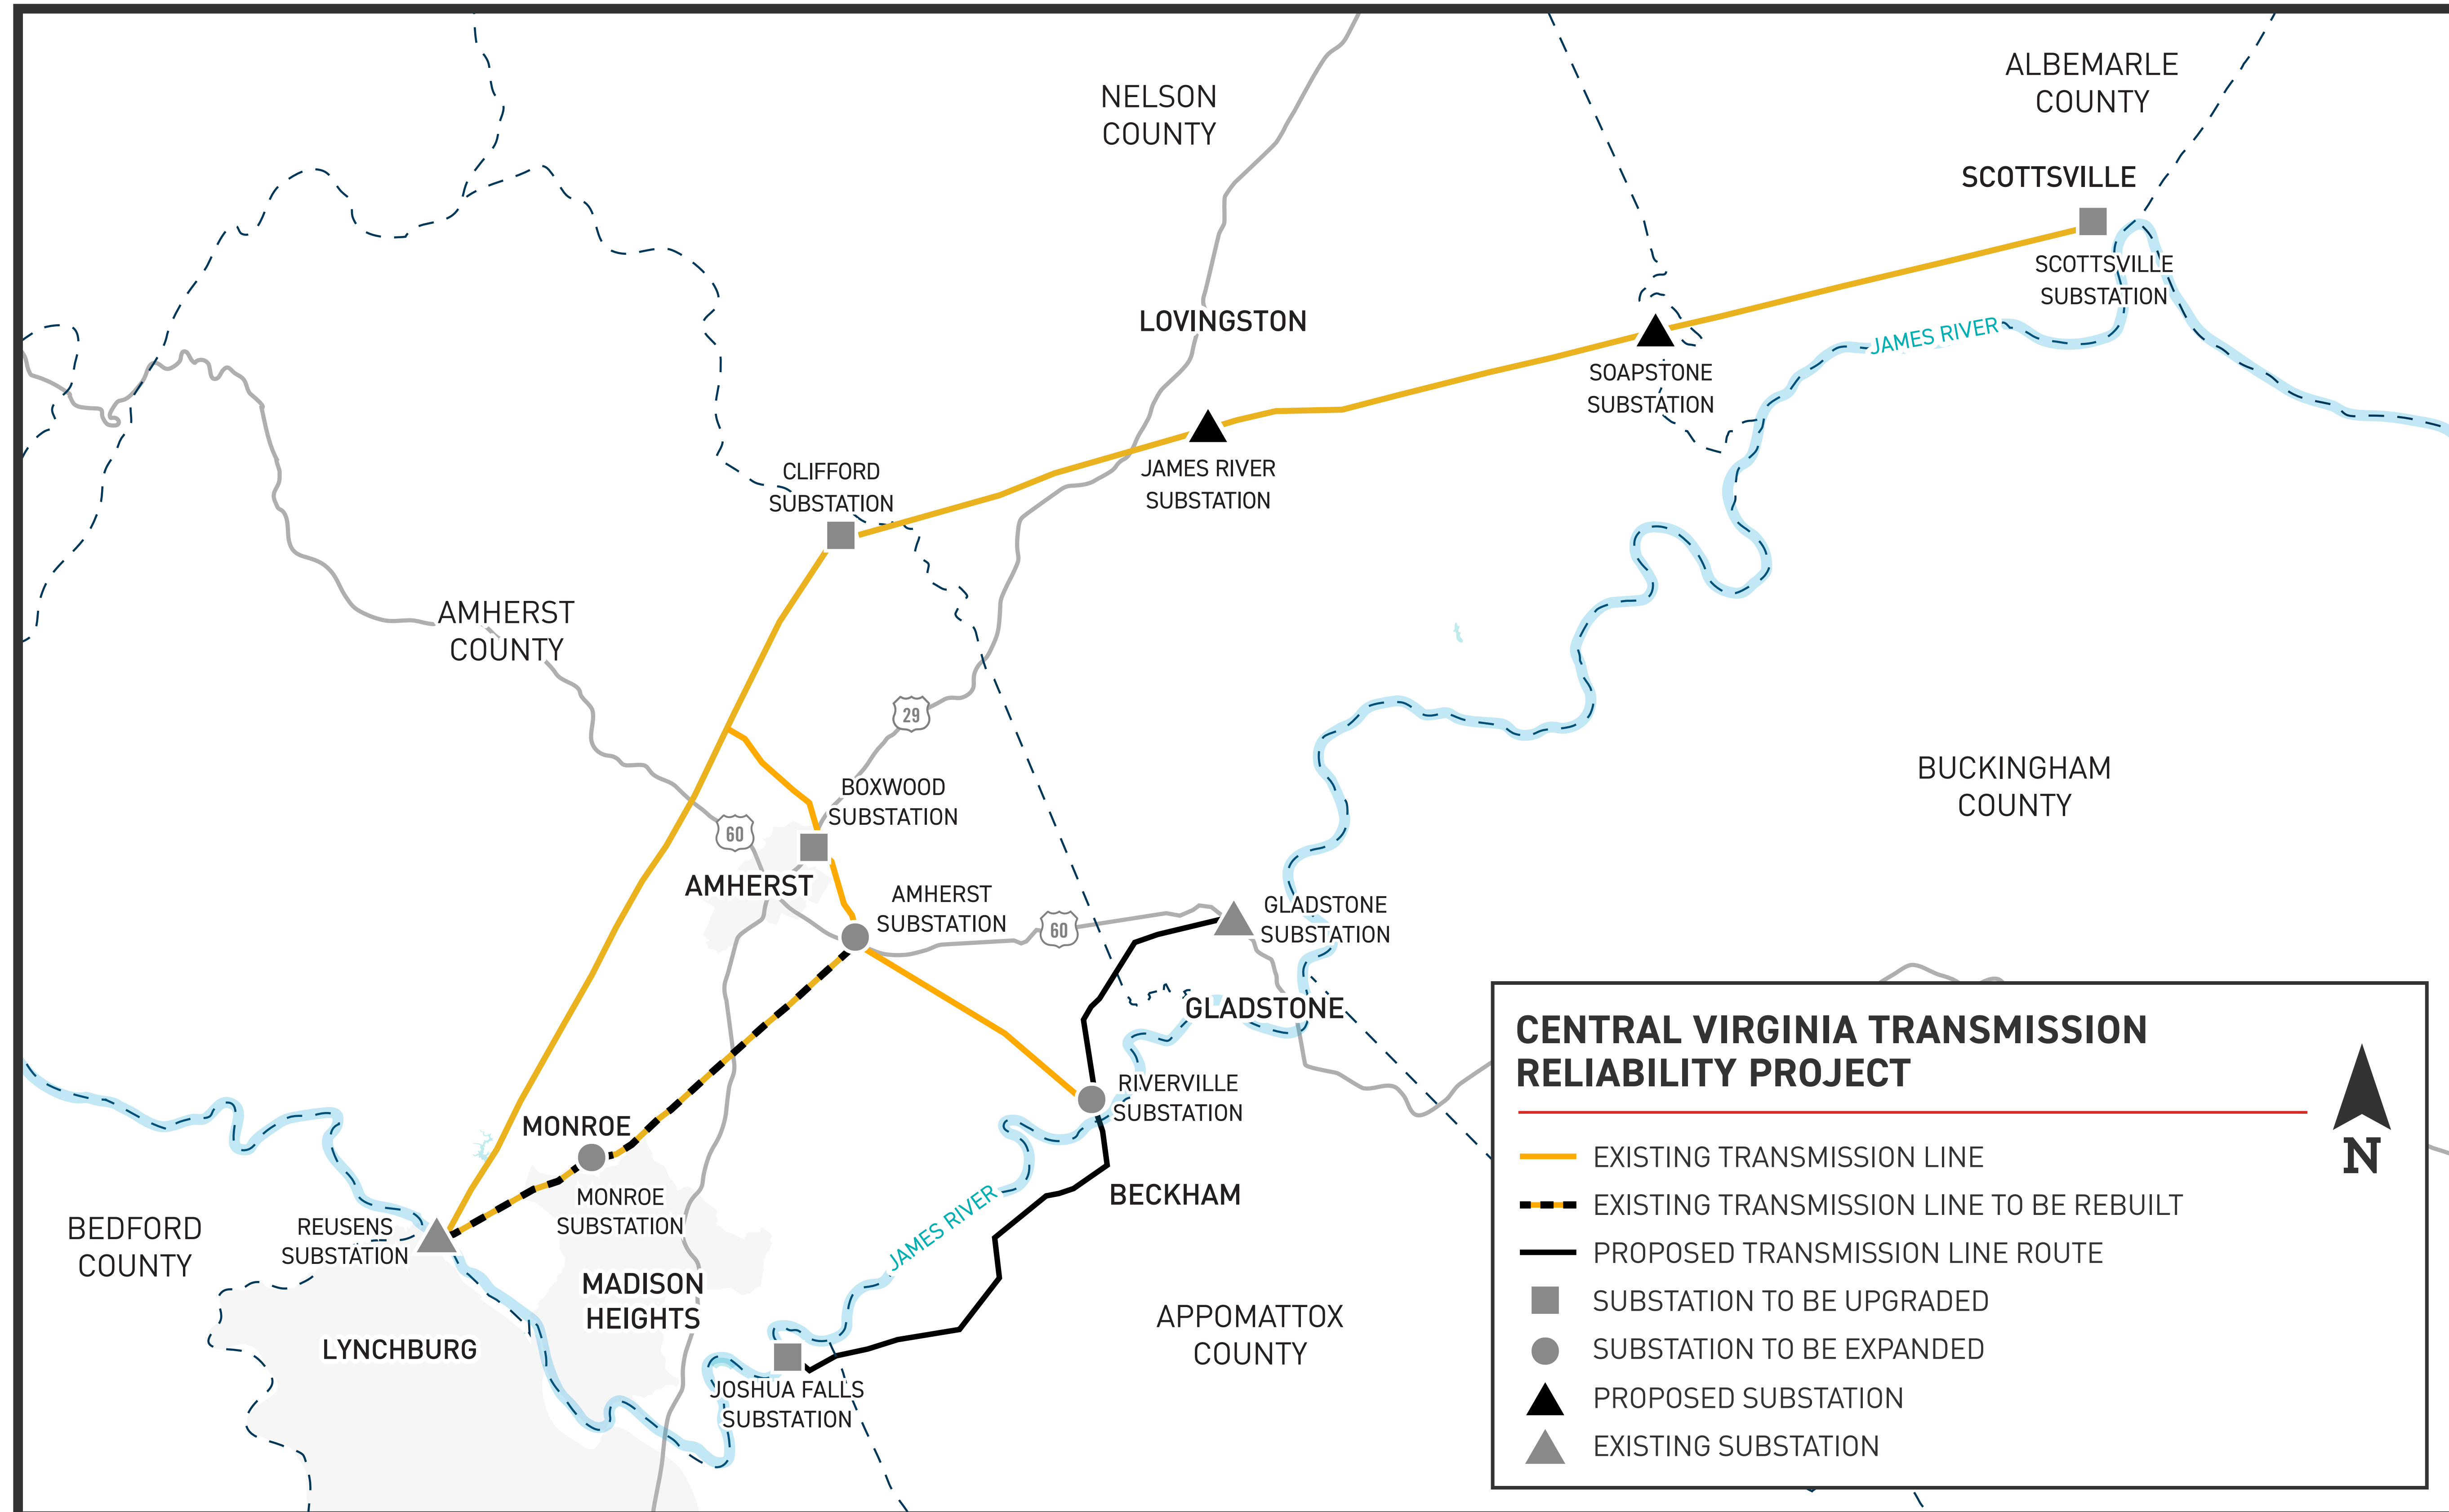 NELSON
COUNTY
ALBEMARLE
COUNTY
SCOTTSVILLE
SCOTTSVILLE
SUBSTATION
LOVINGSTON
JAMES RIVER
SOAPSTONE
SUBSTATION
CLIFFORD
SUBSTATION
JAMES RIVER
SUBSTATION
AMHERST
COUNTY
29
BOXWOOD
SUBSTATION
60
BUCKINGHAM
COUNTY
AMHERST
AMHERST
SUBSTATION
60
GLADSTONE
SUBSTATION
GLADSTONE
RIVERVILLE
SUBSTATION
MONROE
MONROE
SUBSTATION
BECKHAM
JAMES RIVER
BEDFORD
COUNTY
REUSENS
SUBSTATION
MADISON
HEIGHTS
LYNCHBURG
APPOMATTOX
COUNTY
JOSHUA FALLS
SUBSTATION
CENTRAL VIRGINIA TRANSMISSION
RELIABILITY PROJECT
N
EXISTING TRANSMISSION LINE
EXISTING TRANSMISSION LINE TO BE REBUILT
PROPOSED TRANSMISSION LINE ROUTE
SUBSTATION TO BE UPGRADED
SUBSTATION TO BE EXPANDED
PROPOSED SUBSTATION
EXISTING SUBSTATION